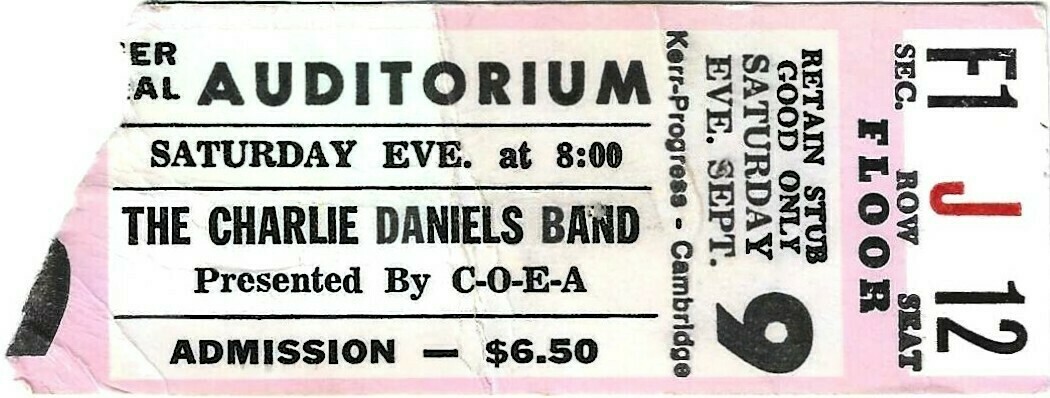 ER
AL AUDITORIUM
SATURDAY EVE. at 8:00
THE CHARLIE DANIELS BAND
Presented By C-O-E-A
ADMISSION — $6.50
Kerr-Progress - Cambridge
RETAIN STUB
GOOD ONLY
SATURDAY
EVE. SEPT.
9
FLOOR
SEC. ROW SEAT
F1 J 12